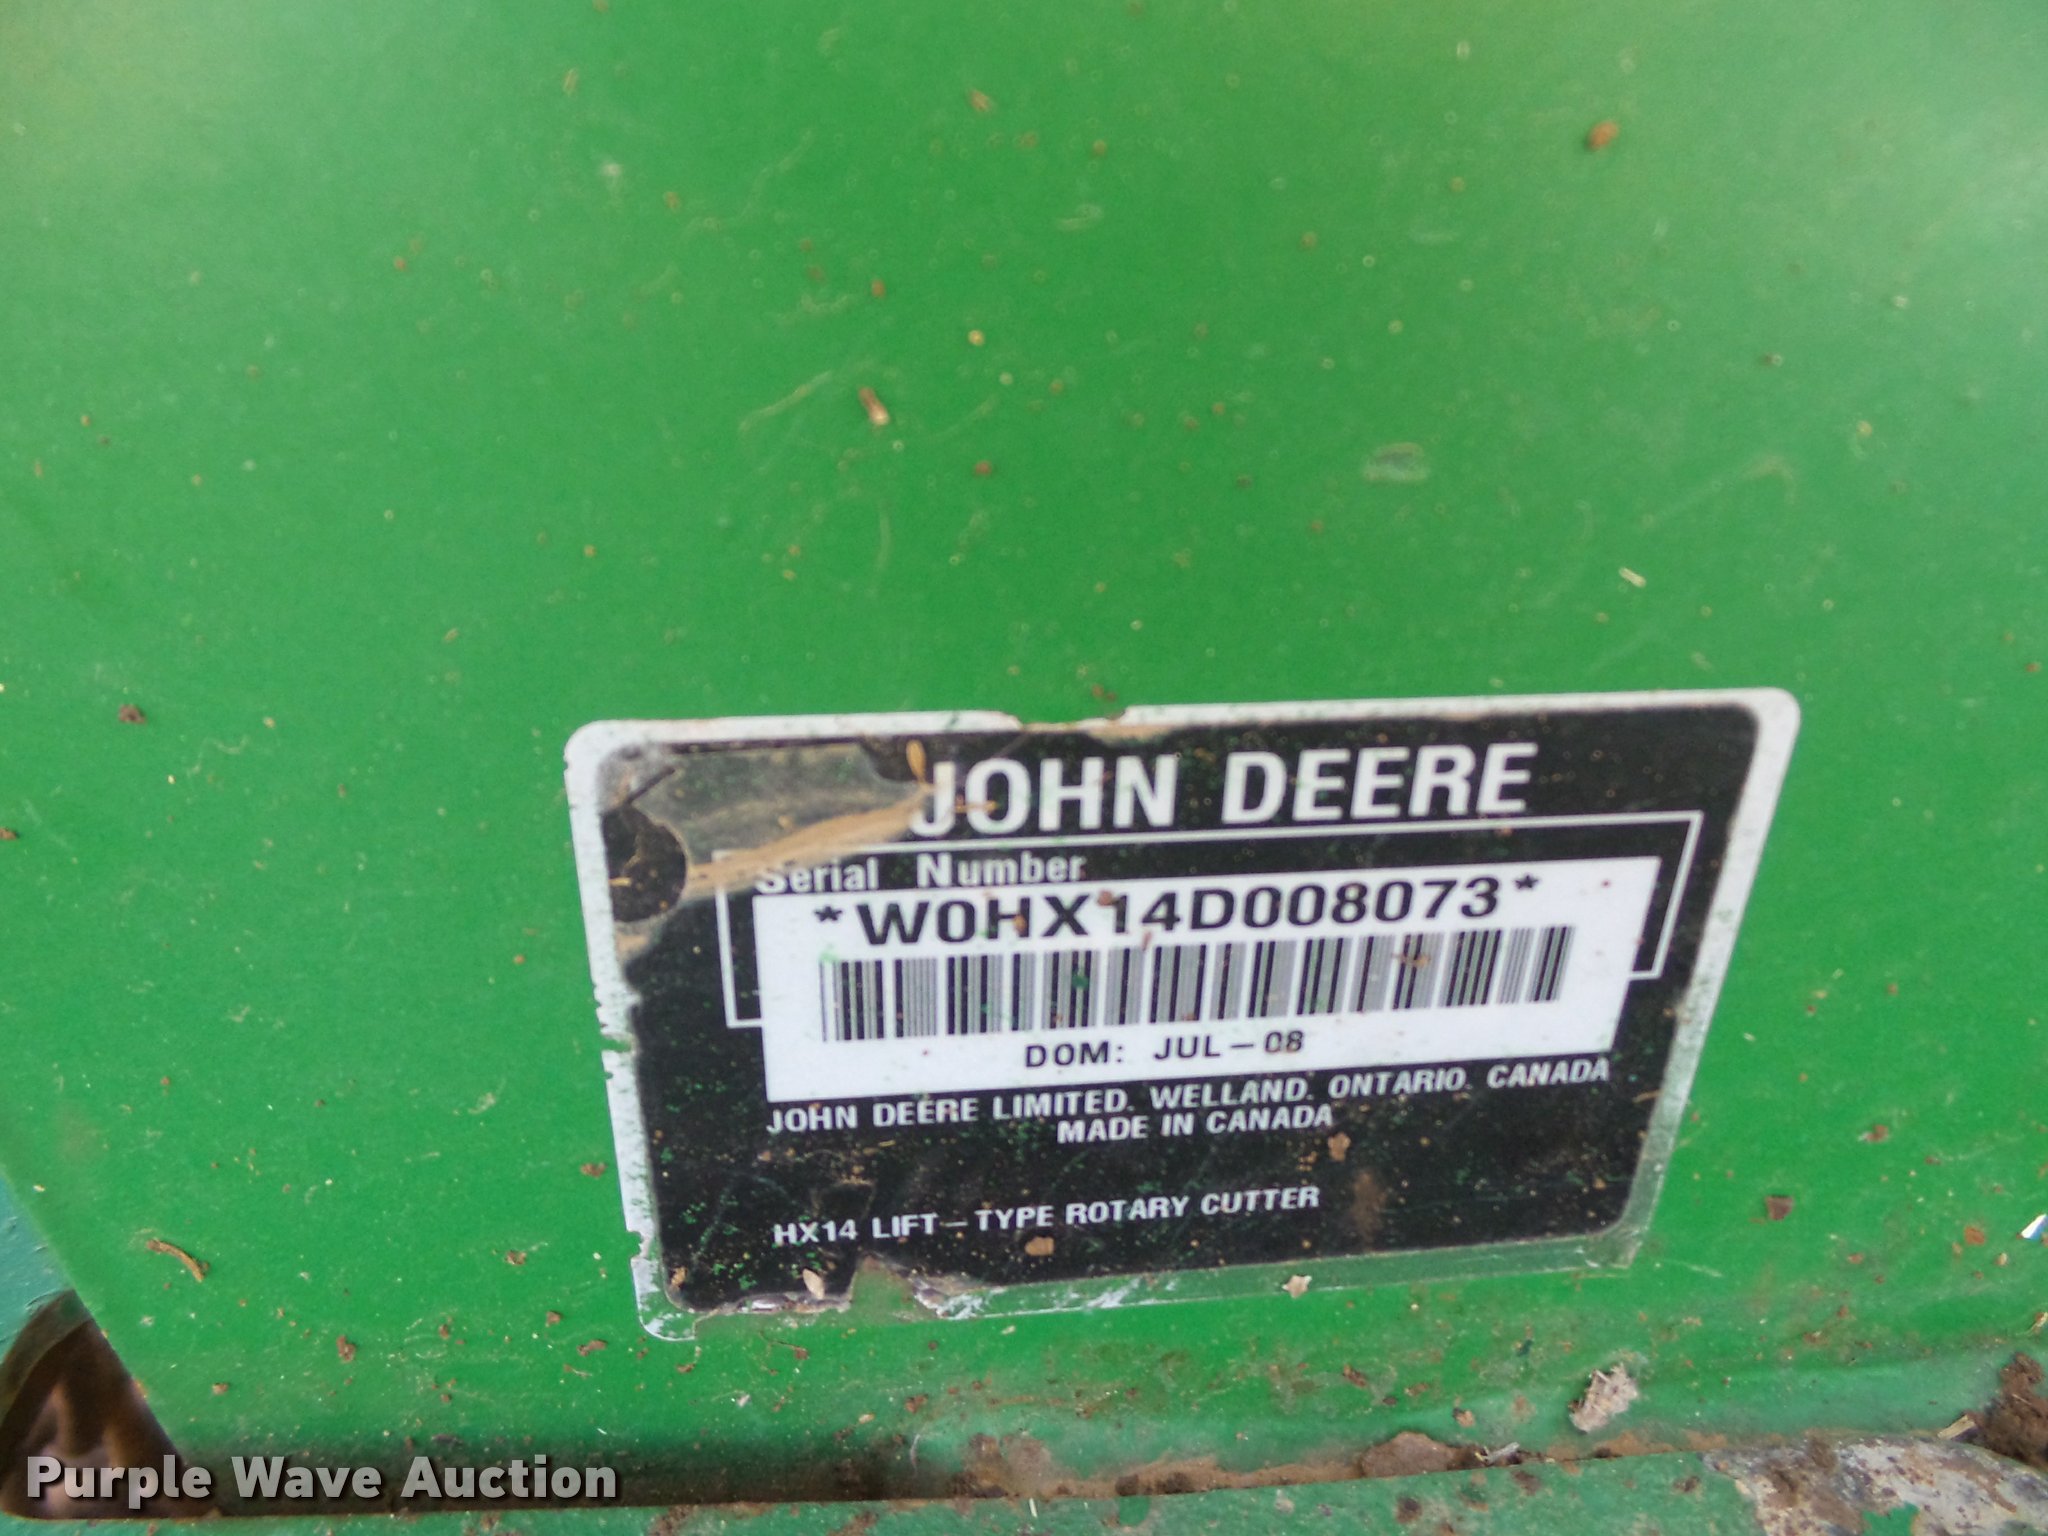 JOHN DEERE
Serial Number
*W0HX14D008073*
DOM: JUL-08
JOHN DEERE LIMITED. WELLAND. ONTARIO. CANADA
MADE IN CANADA
HX14 LIFT-TYPE ROTARY CUTTER
Purple Wave Auction